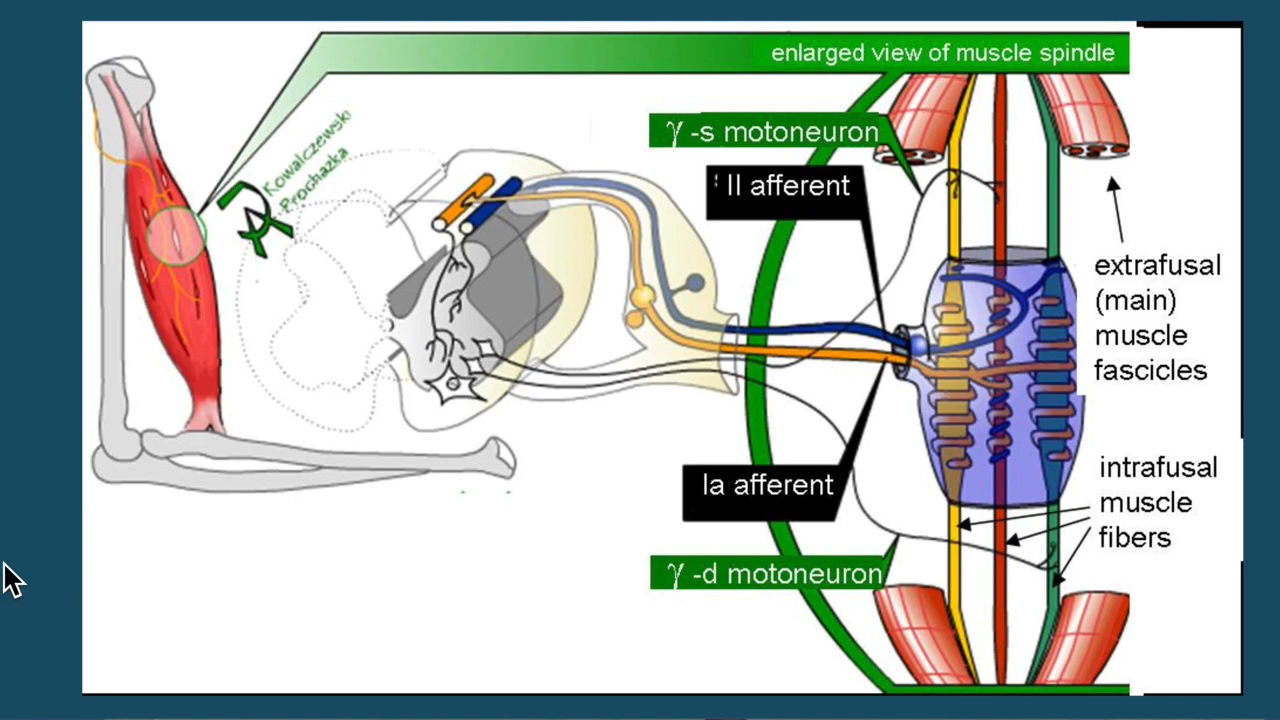 enlarged view of muscle spindle
Kowalczewski
Prochazka
γ -s motoneuron
II afferent
extrafusal
(main)
muscle
fascicles
Ia afferent
intrafusal
muscle
fibers
γ -d motoneuron